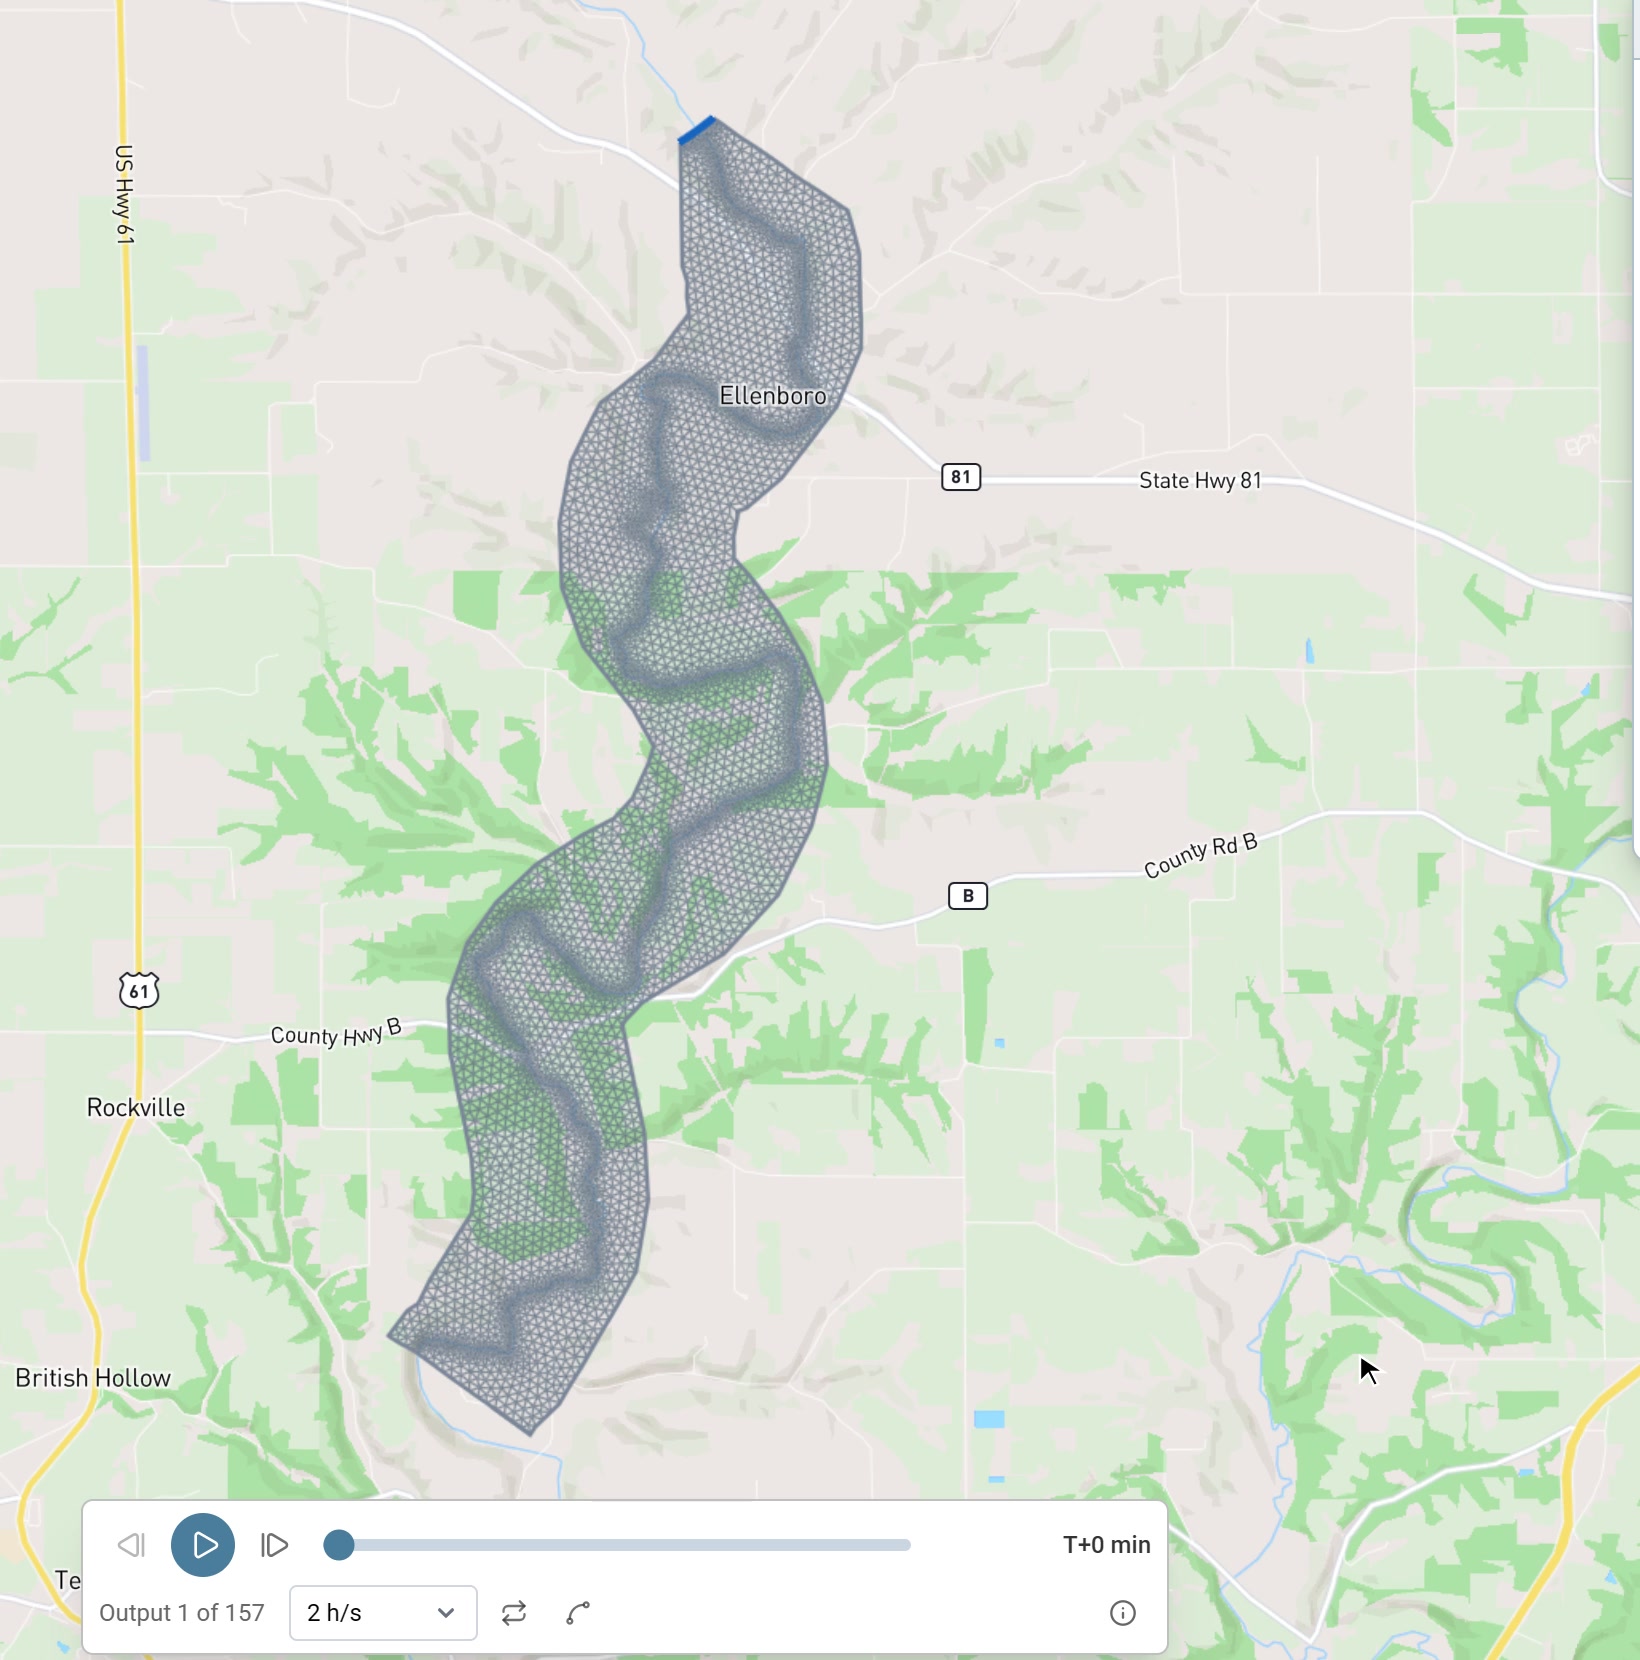 US Hwy 61
Ellenboro
81
State Hwy 81
County Rd B
B
61
County Hwy B
Rockville
British Hollow
Te
T+0 min
Output 1 of 157
2 h/s